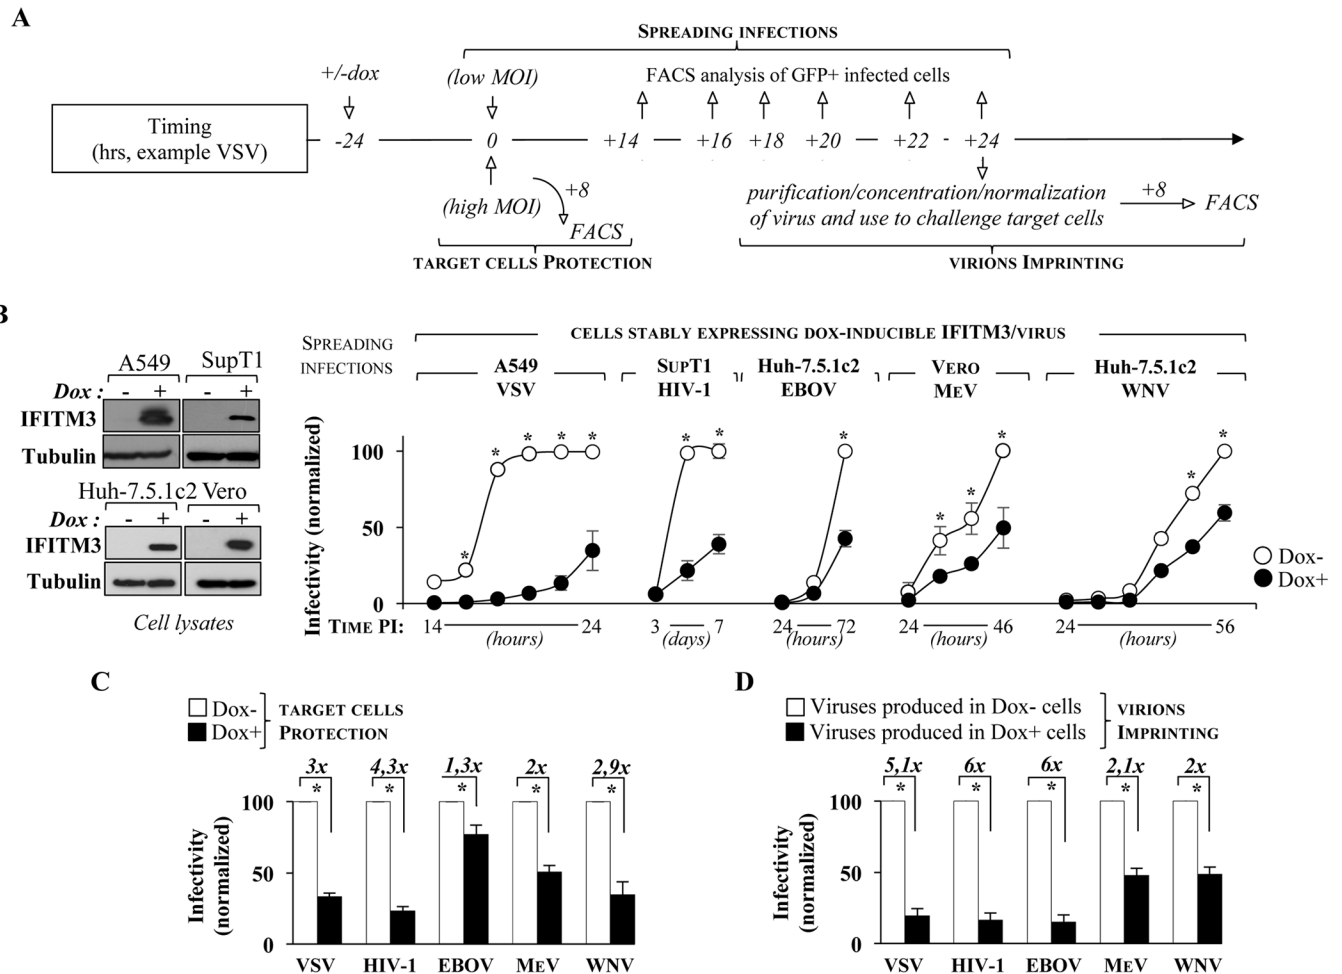 A
SPREADING INFECTIONS
+/-dox
(low MOI)
FACS analysis of GFP+ infected cells
Timing
(hrs, example VSV)
-24
0
+14
+16
+18
+20
+22
+24
(high MOI)
+8
FACS
purification/concentration/normalization
of virus and use to challenge target cells
+8
FACS
TARGET CELLS PROTECTION
VIRIONS IMPRINTING
B
A549
SupT1
Dox :
-
+
-
+
IFITM3
Tubulin
Huh-7.5.1c2
Vero
Dox :
-
+
-
+
IFITM3
Tubulin
Cell lysates
SPREADING
INFECTIONS
CELLS STABLY EXPRESSING DOX-INDUCIBLE IFITM3/VIRUS
A549
VSV
SUPT1
HIV-1
Huh-7.5.1c2
EBOV
VERO
MEV
Huh-7.5.1c2
WNV
Infectivity (normalized)
100
50
0
* * * * * *
* *
*
* * *
* *
Dox-
Dox+
TIME PI:
14
24
(hours)
3
7
(days)
24
72
(hours)
24
46
(hours)
24
56
(hours)
C
Dox-
Dox+
TARGET CELLS
PROTECTION
3x
4,3x
1,3x
2x
2,9x
* * * * *
Infectivity
(normalized)
100
50
0
VSV
HIV-1
EBOV
MEV
WNV
D
Viruses produced in Dox- cells
Viruses produced in Dox+ cells
VIRIONS
IMPRINTING
5,1x
6x
6x
2,1x
2x
* * * * *
Infectivity
(normalized)
100
50
0
VSV
HIV-1
EBOV
MEV
WNV